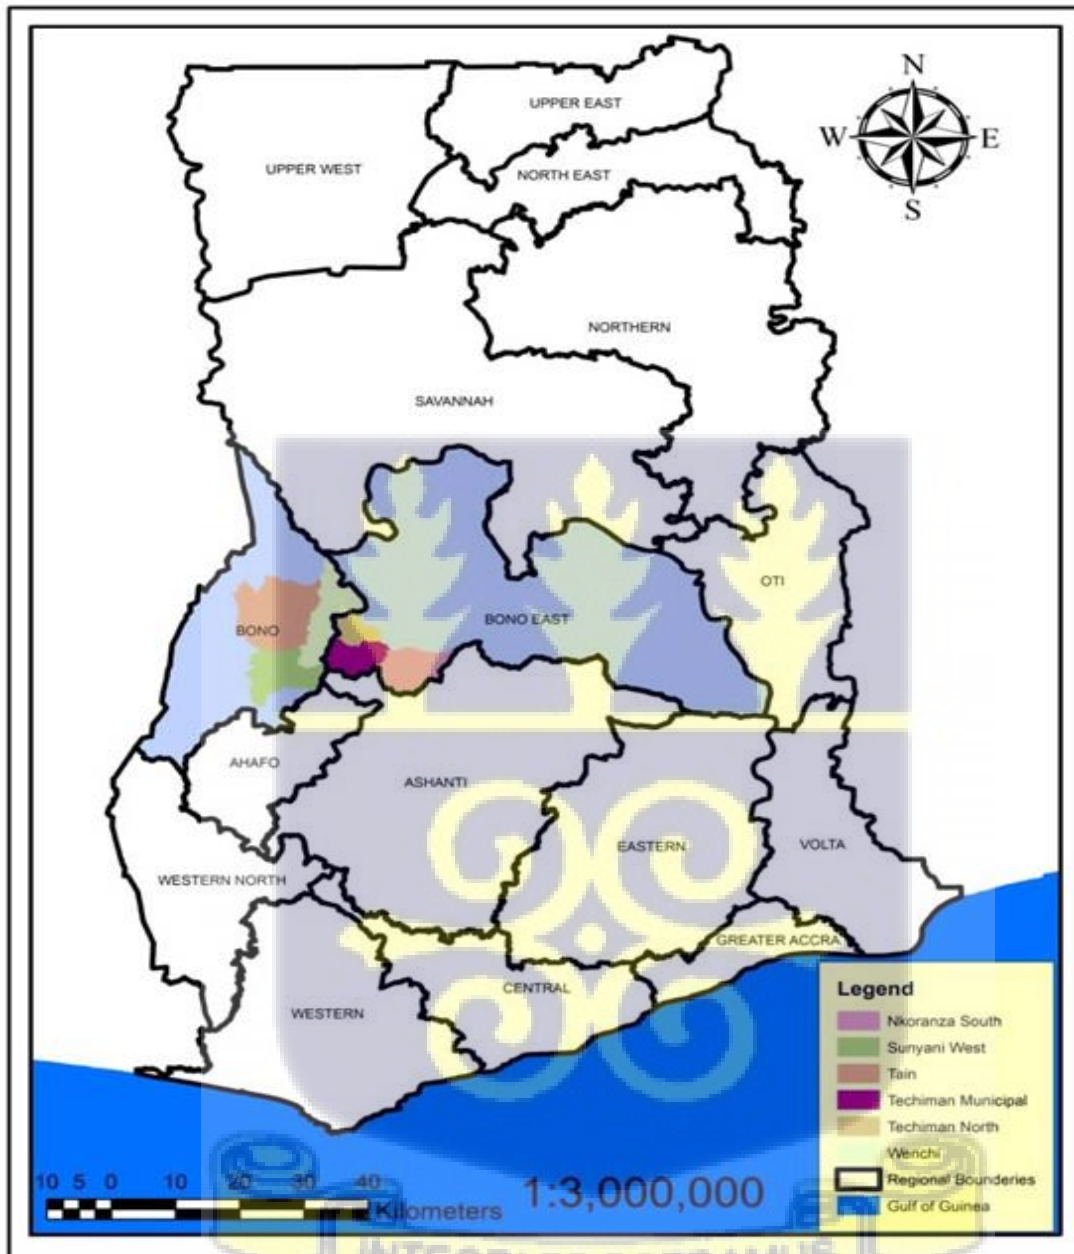 N
W E
S
UPPER EAST
UPPER WEST
NORTH EAST
NORTHERN
SAVANNAH
OTI
BONO EAST
BONO
AHAFO
ASHANTI
EASTERN
VOLTA
WESTERN NORTH
GREATER ACCRA
CENTRAL
WESTERN
Legend
Nkoranza South
Sunyani West
Tain
Techiman Municipal
Techiman North
Wenchi
Regional Bounderies
Gulf of Guinea
10 5 0 10 20 30 40
Kilometers
1:3,000,000